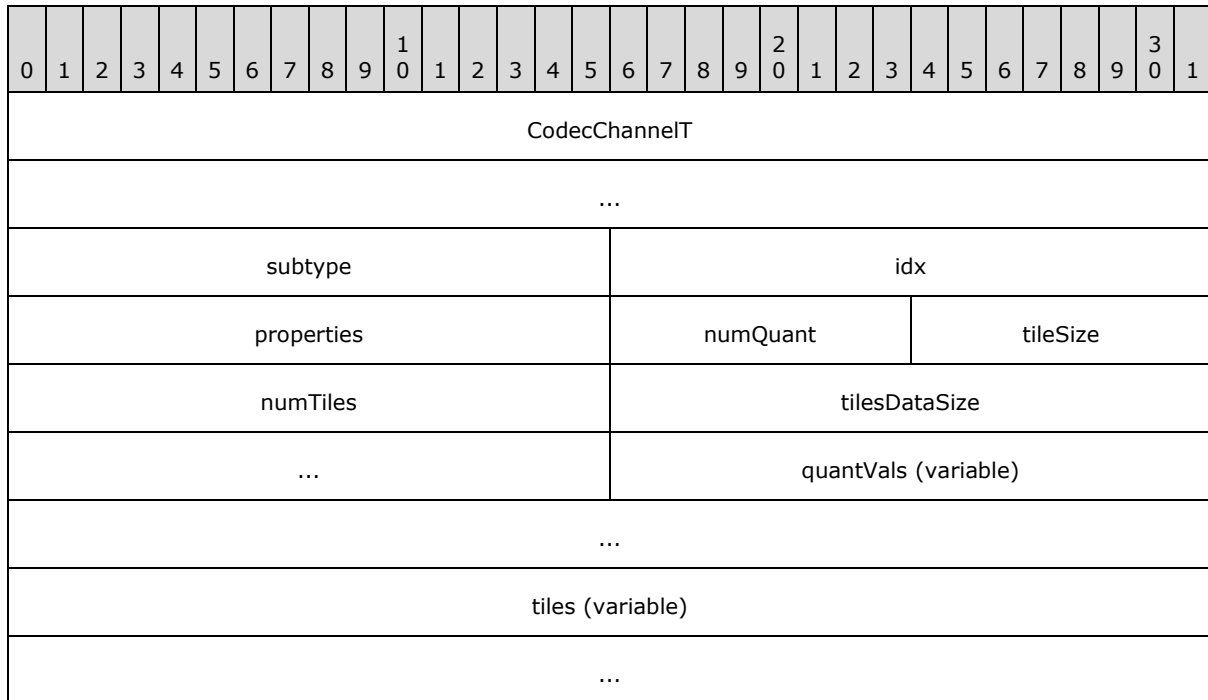 1 2 3
0 1 2 3 4 5 6 7 8 9 0 1 2 3 4 5 6 7 8 9 0 1 2 3 4 5 6 7 8 9 0 1
CodecChannelT
...
subtype idx
properties numQuant tileSize
numTiles tilesDataSize
... quantVals (variable)
...
tiles (variable)
...